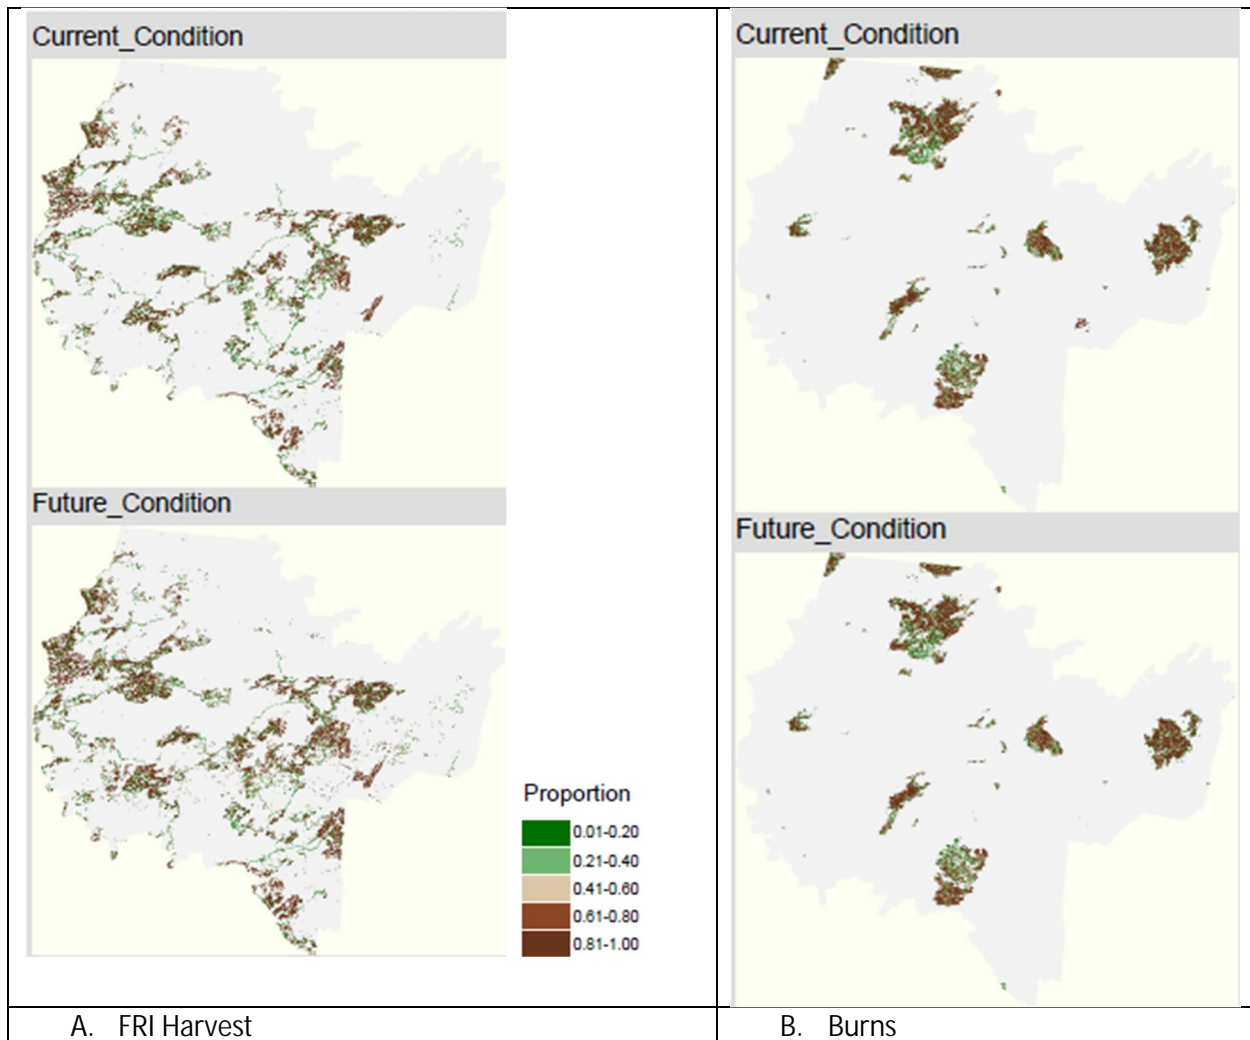 Current_Condition
Future_Condition
Proportion
0.01-0.20
0.21-0.40
0.41-0.60
0.61-0.80
0.81-1.00
A. FRI Harvest
Current_Condition
Future_Condition
B. Burns